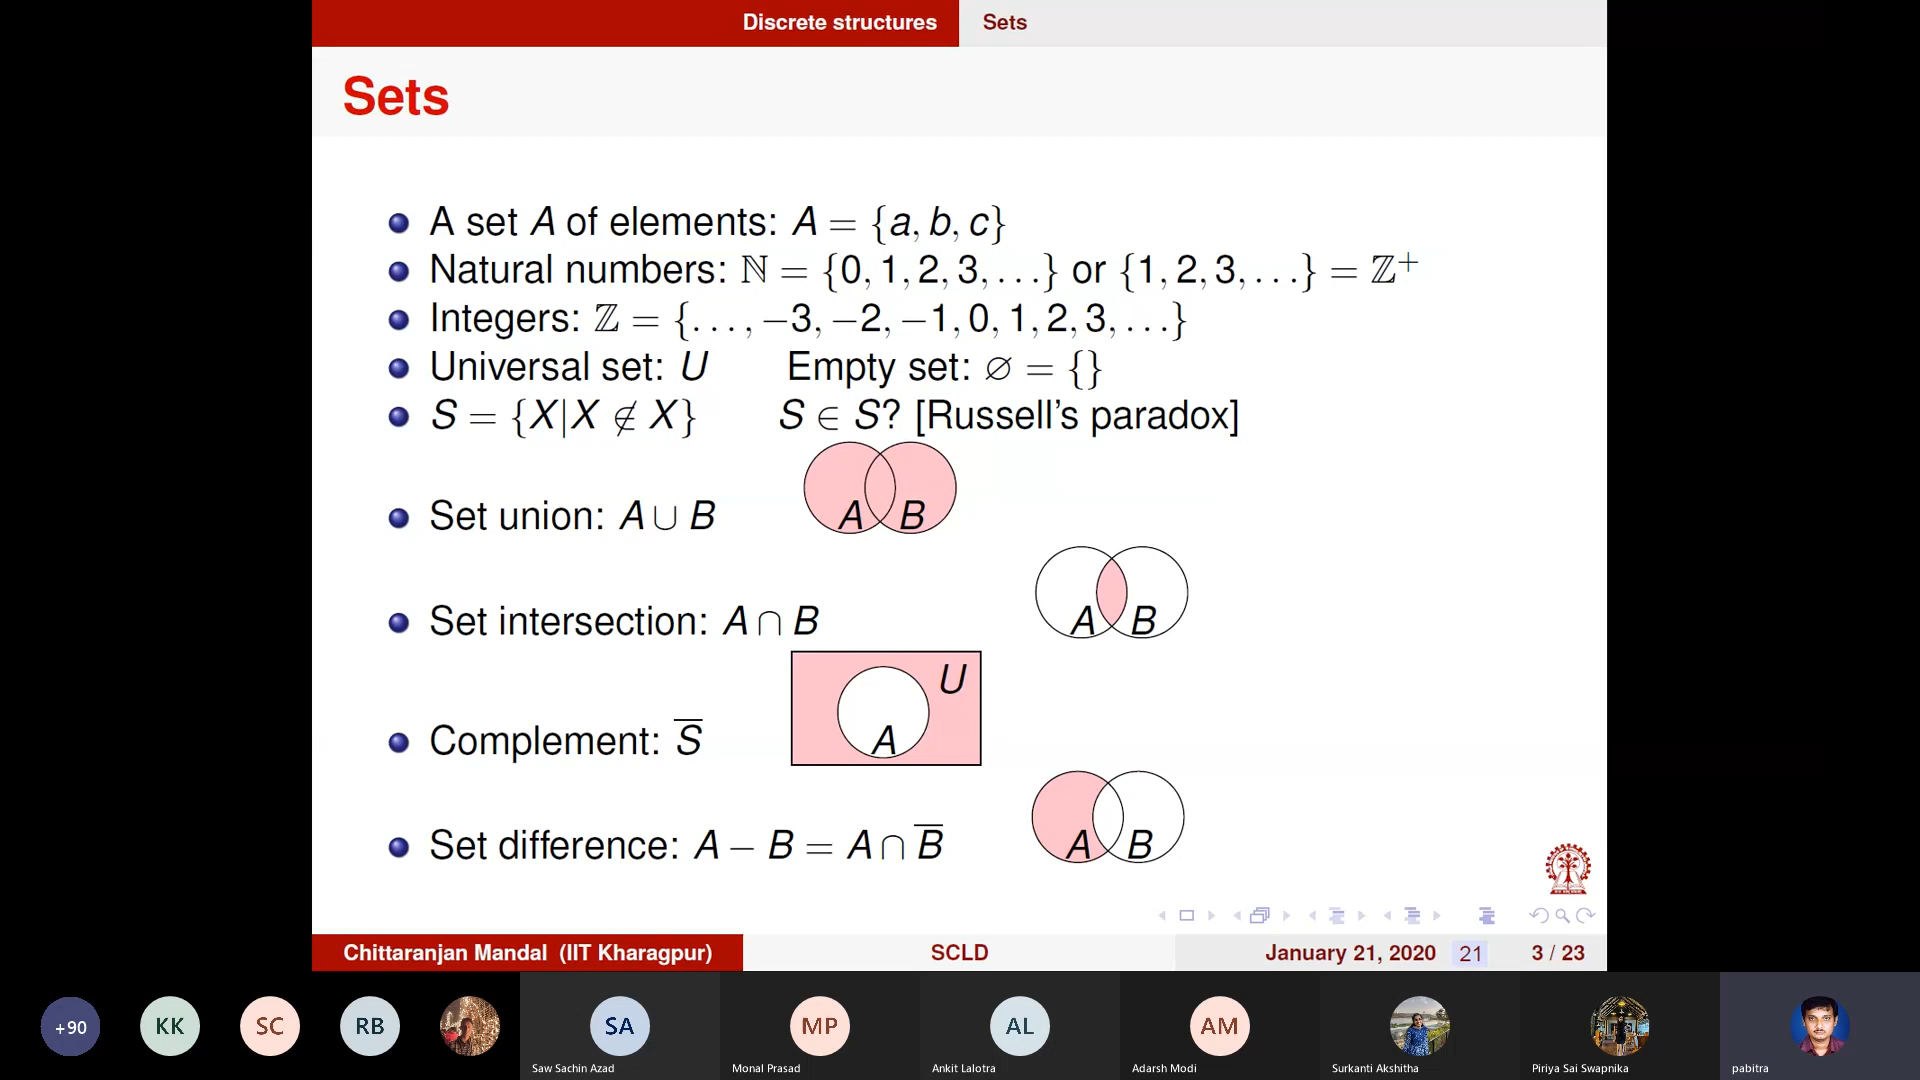 Discrete structures Sets
Sets
A set A of elements: A = {a, b, c}
Natural numbers: ℕ = {0, 1, 2, 3, . . .} or {1, 2, 3, . . .} = ℤ⁺
Integers: ℤ = {. . . , −3, −2, −1, 0, 1, 2, 3, . . .}
Universal set: U Empty set: ∅ = {}
S = {X|X ∉ X} S ∈ S? [Russell's paradox]
A B
Set union: A ∪ B
A B
Set intersection: A ∩ B
U
A
Complement: S̅
A B
Set difference: A − B = A ∩ B̅
Chittaranjan Mandal (IIT Kharagpur) SCLD January 21, 2020 21 3 / 23
+90 KK SC RB SA MP AL AM
Saw Sachin Azad Monal Prasad Ankit Lalotra Adarsh Modi Surkanti Akshitha Piriya Sai Swapnika pabitra